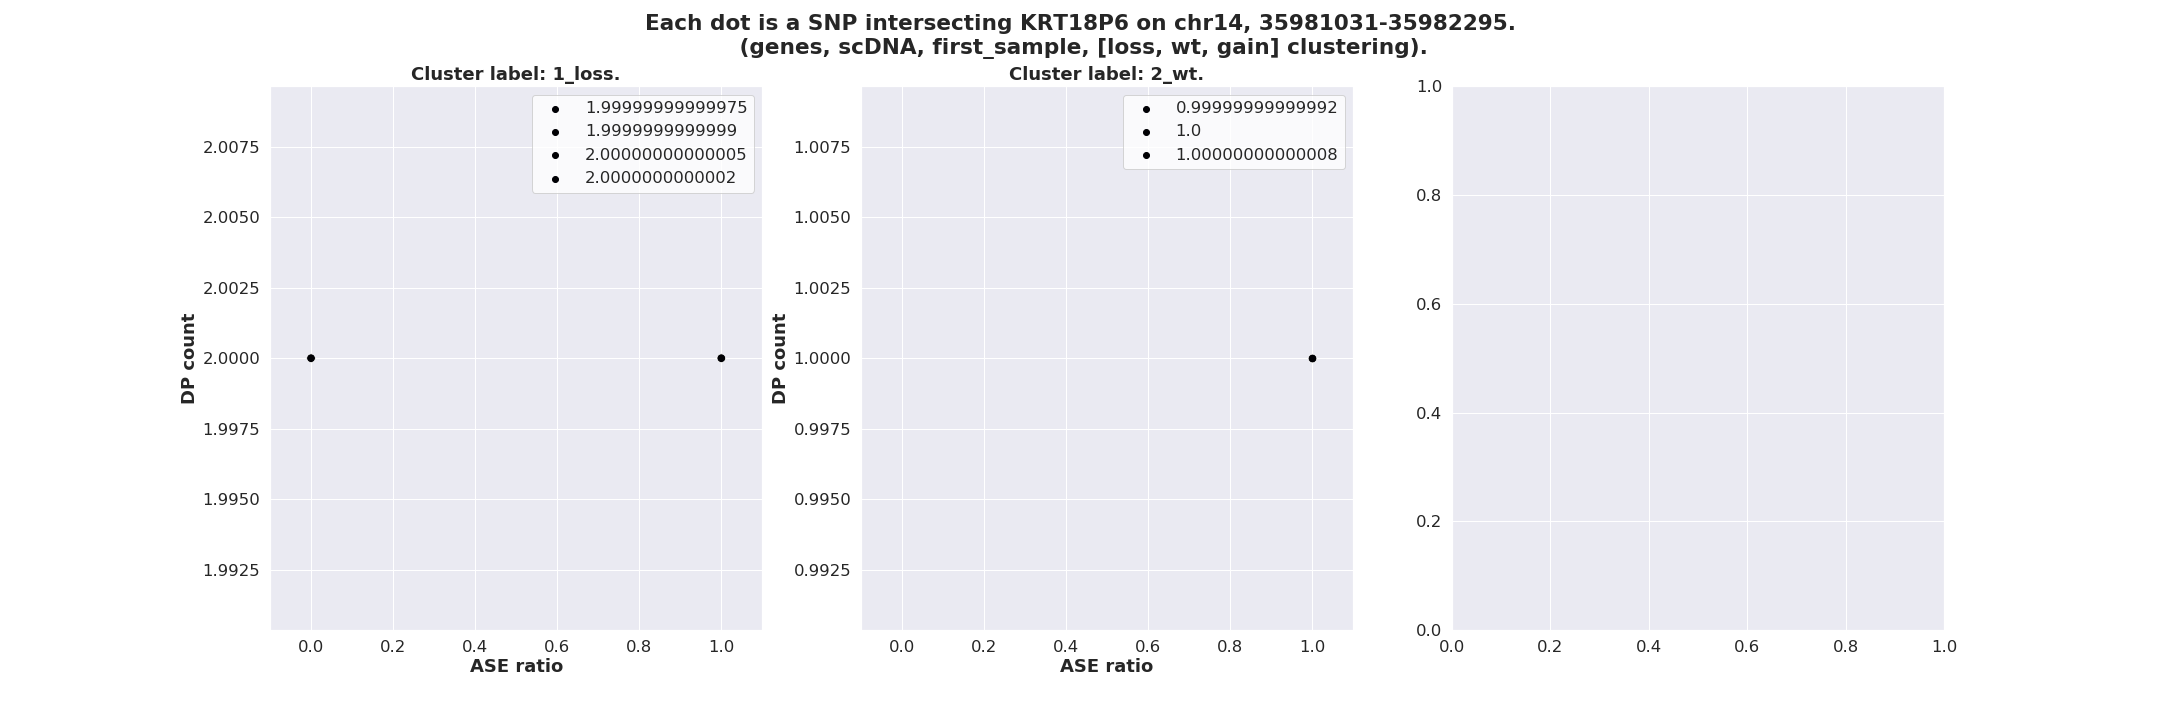 Each dot is a SNP intersecting KRT18P6 on chr14, 35981031-35982295.
(genes, scDNA, first_sample, [loss, wt, gain] clustering).
Cluster label: 1_loss.
1.99999999999975
1.9999999999999
2.00000000000005
2.0000000000002
2.0075
2.0050
2.0025
2.0000
1.9975
1.9950
1.9925
DP count
0.0 0.2 0.4 0.6 0.8 1.0
ASE ratio
Cluster label: 2_wt.
0.99999999999992
1.0
1.00000000000008
1.0075
1.0050
1.0025
1.0000
0.9975
0.9950
0.9925
DP count
0.0 0.2 0.4 0.6 0.8 1.0
ASE ratio
1.0
0.8
0.6
0.4
0.2
0.0
0.0 0.2 0.4 0.6 0.8 1.0